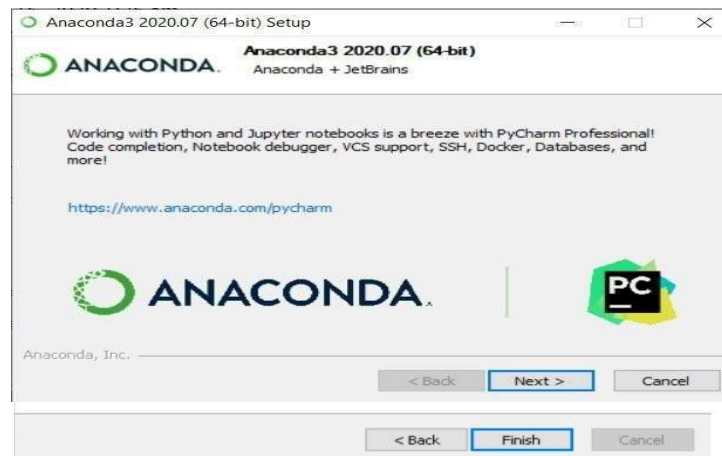 Anaconda3 2020.07 (64-bit) Setup
Anaconda3 2020.07 (64-bit)
ANACONDA.
Anaconda + JetBrains
Working with Python and Jupyter notebooks is a breeze with PyCharm Professional!
Code completion, Notebook debugger, VCS support, SSH, Docker, Databases, and
more!
https://www.anaconda.com/pycharm
ANACONDA.
PC
Anaconda, Inc.
< Back Next > Cancel
< Back Finish Cancel